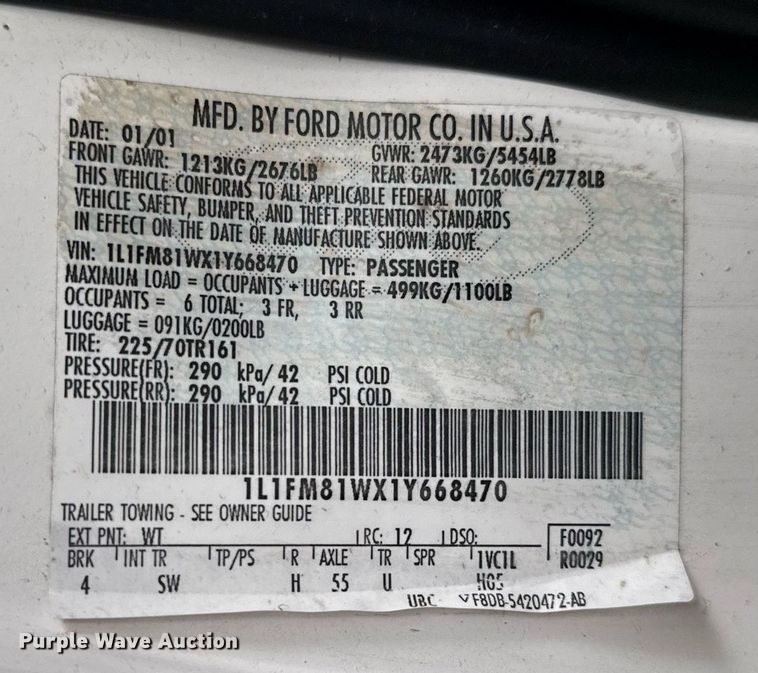 MFD. BY FORD MOTOR CO. IN U.S.A.
DATE: 01/01 GVWR: 2473KG/5454LB
FRONT GAWR: 1213KG/2676LB REAR GAWR: 1260KG/2778LB
THIS VEHICLE CONFORMS TO ALL APPLICABLE FEDERAL MOTOR
VEHICLE SAFETY, BUMPER, AND THEFT PREVENTION STANDARDS
IN EFFECT ON THE DATE OF MANUFACTURE SHOWN ABOVE.
VIN: 1L1FM81WX1Y668470 TYPE: PASSENGER
MAXIMUM LOAD = OCCUPANTS + LUGGAGE = 499KG/1100LB
OCCUPANTS = 6 TOTAL; 3 FR, 3 RR
LUGGAGE = 091KG/0200LB
TIRE: 225/70TR161
PRESSURE(FR): 290 kPa/ 42 PSI COLD
PRESSURE(RR): 290 kPa/ 42 PSI COLD
1L1FM81WX1Y668470
TRAILER TOWING - SEE OWNER GUIDE
EXT PNT: WT RC: 12 DSO: F0092
BRK INT TR TP/PS R AXLE TR SPR 1VC1L R0029
4 SW H 55 U H05
UBC VF8DB-5420472-AB
Purple Wave Auction